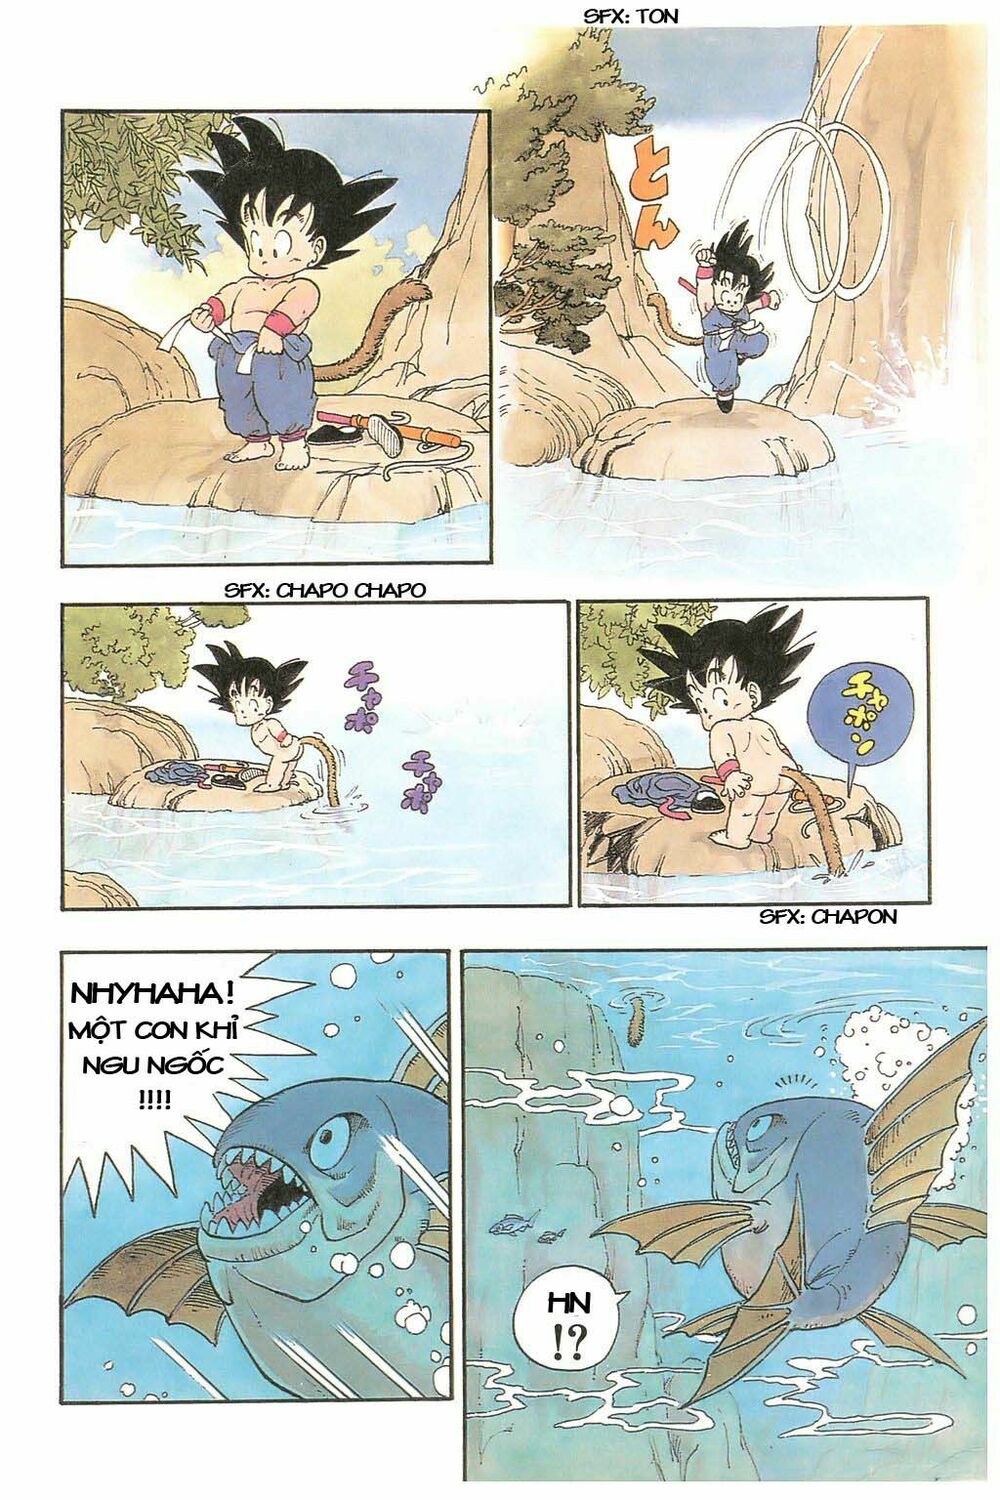 SFX: TON
とん
SFX: CHAPO CHAPO
チャポ
チャポ
チャポン
SFX: CHAPON
NHYHAHA!
MỘT CON KHỈ
NGU NGỐC
!!!!
HN
!?